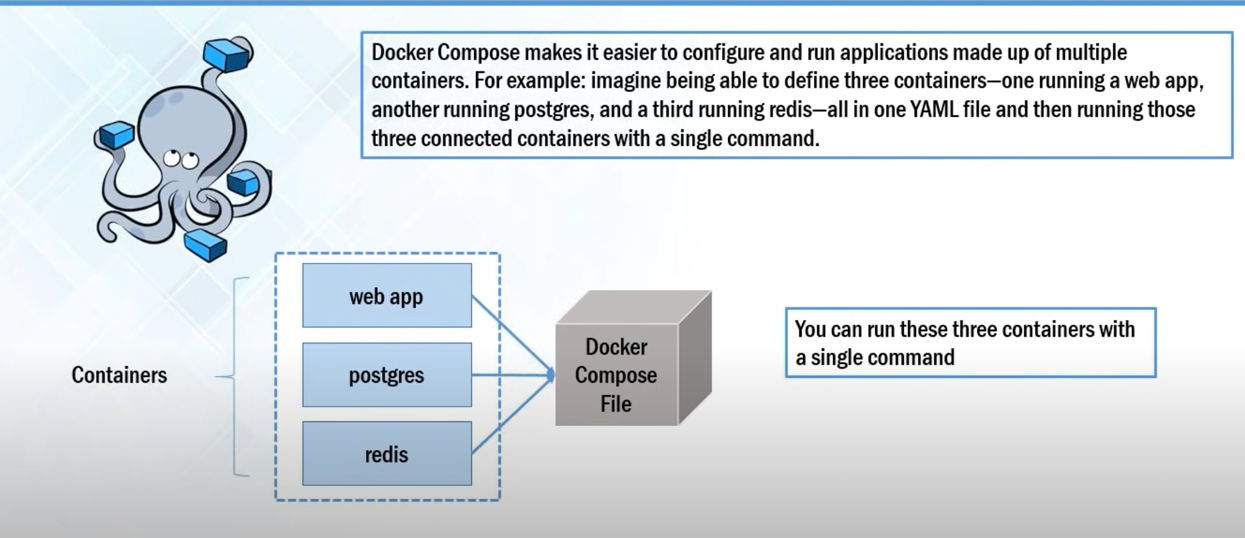 Docker Compose makes it easier to configure and run applications made up of multiple
containers. For example: imagine being able to define three containers—one running a web app,
another running postgres, and a third running redis—all in one YAML file and then running those
three connected containers with a single command.
web app
postgres
redis
Containers
Docker
Compose
File
You can run these three containers with
a single command